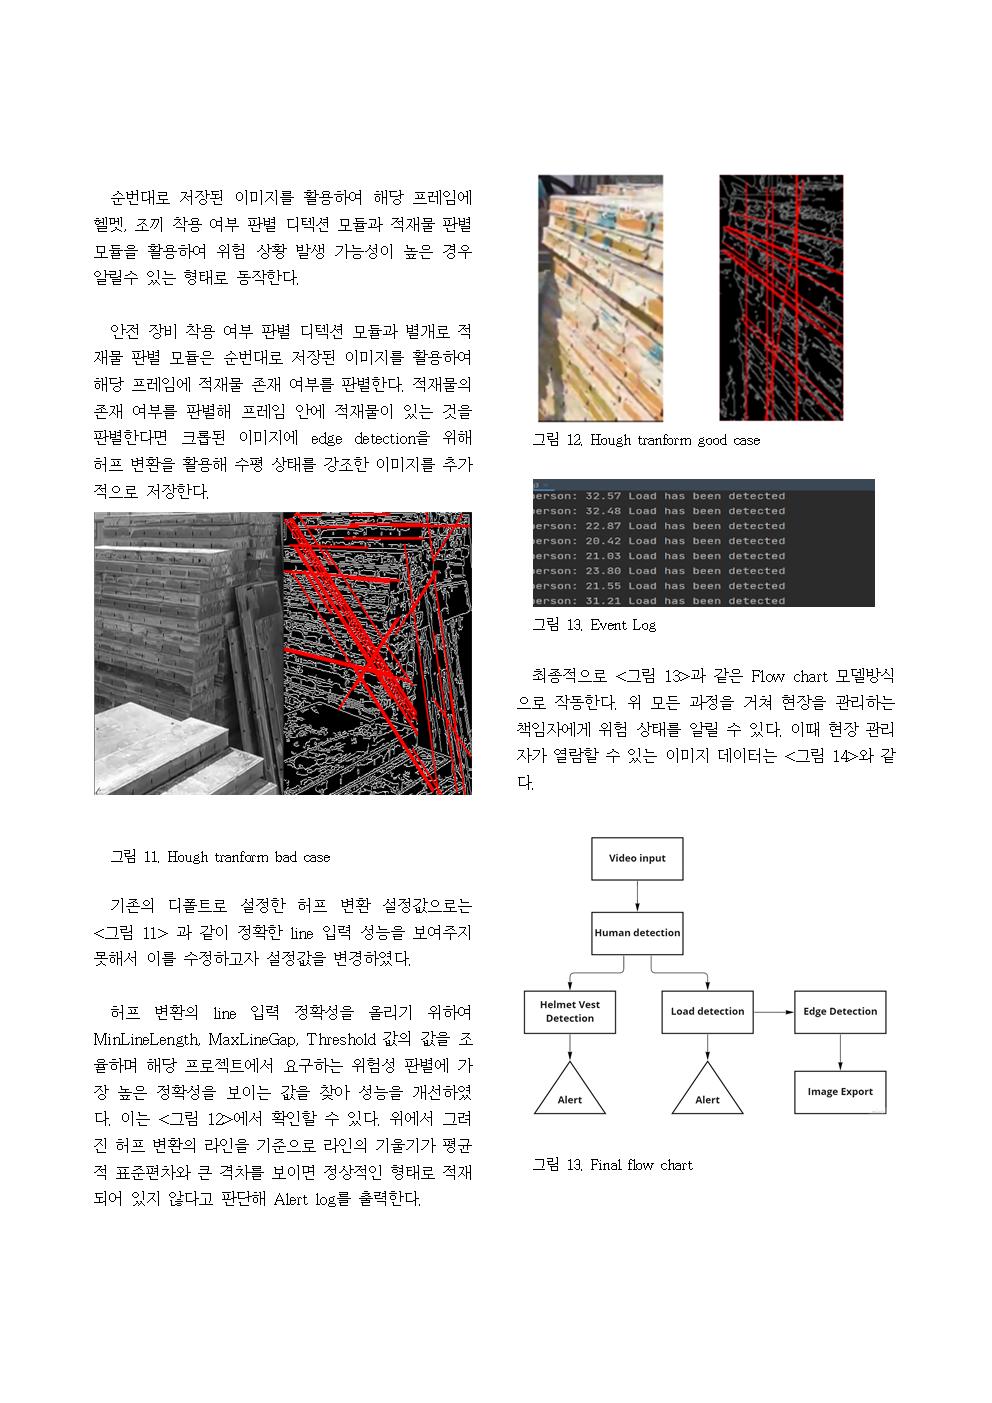 순번대로 저장된 이미지를 활용하여 해당 프레임에
헬멧, 조끼 착용 여부 판별 디텍션 모듈과 적재물 판별
모듈을 활용하여 위험 상황 발생 가능성이 높은 경우
알릴수 있는 형태로 동작한다.
안전 장비 착용 여부 판별 디텍션 모듈과 별개로 적
재물 판별 모듈은 순번대로 저장된 이미지를 활용하여
해당 프레임에 적재물 존재 여부를 판별한다. 적재물의
존재 여부를 판별해 프레임 안에 적재물이 있는 것을
판별한다면 크롭된 이미지에 edge detection을 위해
허프 변환을 활용해 수평 상태를 강조한 이미지를 추가
적으로 저장한다.
그림 11. Hough tranform bad case
기존의 디폴트로 설정한 허프 변환 설정값으로는
<그림 11> 과 같이 정확한 line 입력 성능을 보여주지
못해서 이를 수정하고자 설정값을 변경하였다.
허프 변환의 line 입력 정확성을 올리기 위하여
MinLineLength, MaxLineGap, Threshold 값의 값을 조
율하며 해당 프로젝트에서 요구하는 위험성 판별에 가
장 높은 정확성을 보이는 값을 찾아 성능을 개선하였
다. 이는 <그림 12>에서 확인할 수 있다. 위에서 그려
진 허프 변환의 라인을 기준으로 라인의 기울기가 평균
적 표준편차와 큰 격차를 보이면 정상적인 형태로 적재
되어 있지 않다고 판단해 Alert log를 출력한다.
그림 12. Hough tranform good case
person: 32.57 Load has been detected
person: 32.48 Load has been detected
person: 22.87 Load has been detected
person: 20.42 Load has been detected
person: 21.03 Load has been detected
person: 23.80 Load has been detected
person: 21.55 Load has been detected
person: 31.21 Load has been detected
그림 13. Event Log
최종적으로 <그림 13>과 같은 Flow chart 모델방식
으로 작동한다. 위 모든 과정을 거쳐 현장을 관리하는
책임자에게 위험 상태를 알릴 수 있다. 이때 현장 관리
자가 열람할 수 있는 이미지 데이터는 <그림 14>와 같
다.
Video input
Human detection
Helmet Vest
Detection
Load detection
Edge Detection
Alert
Alert
Image Export
그림 13. Final flow chart